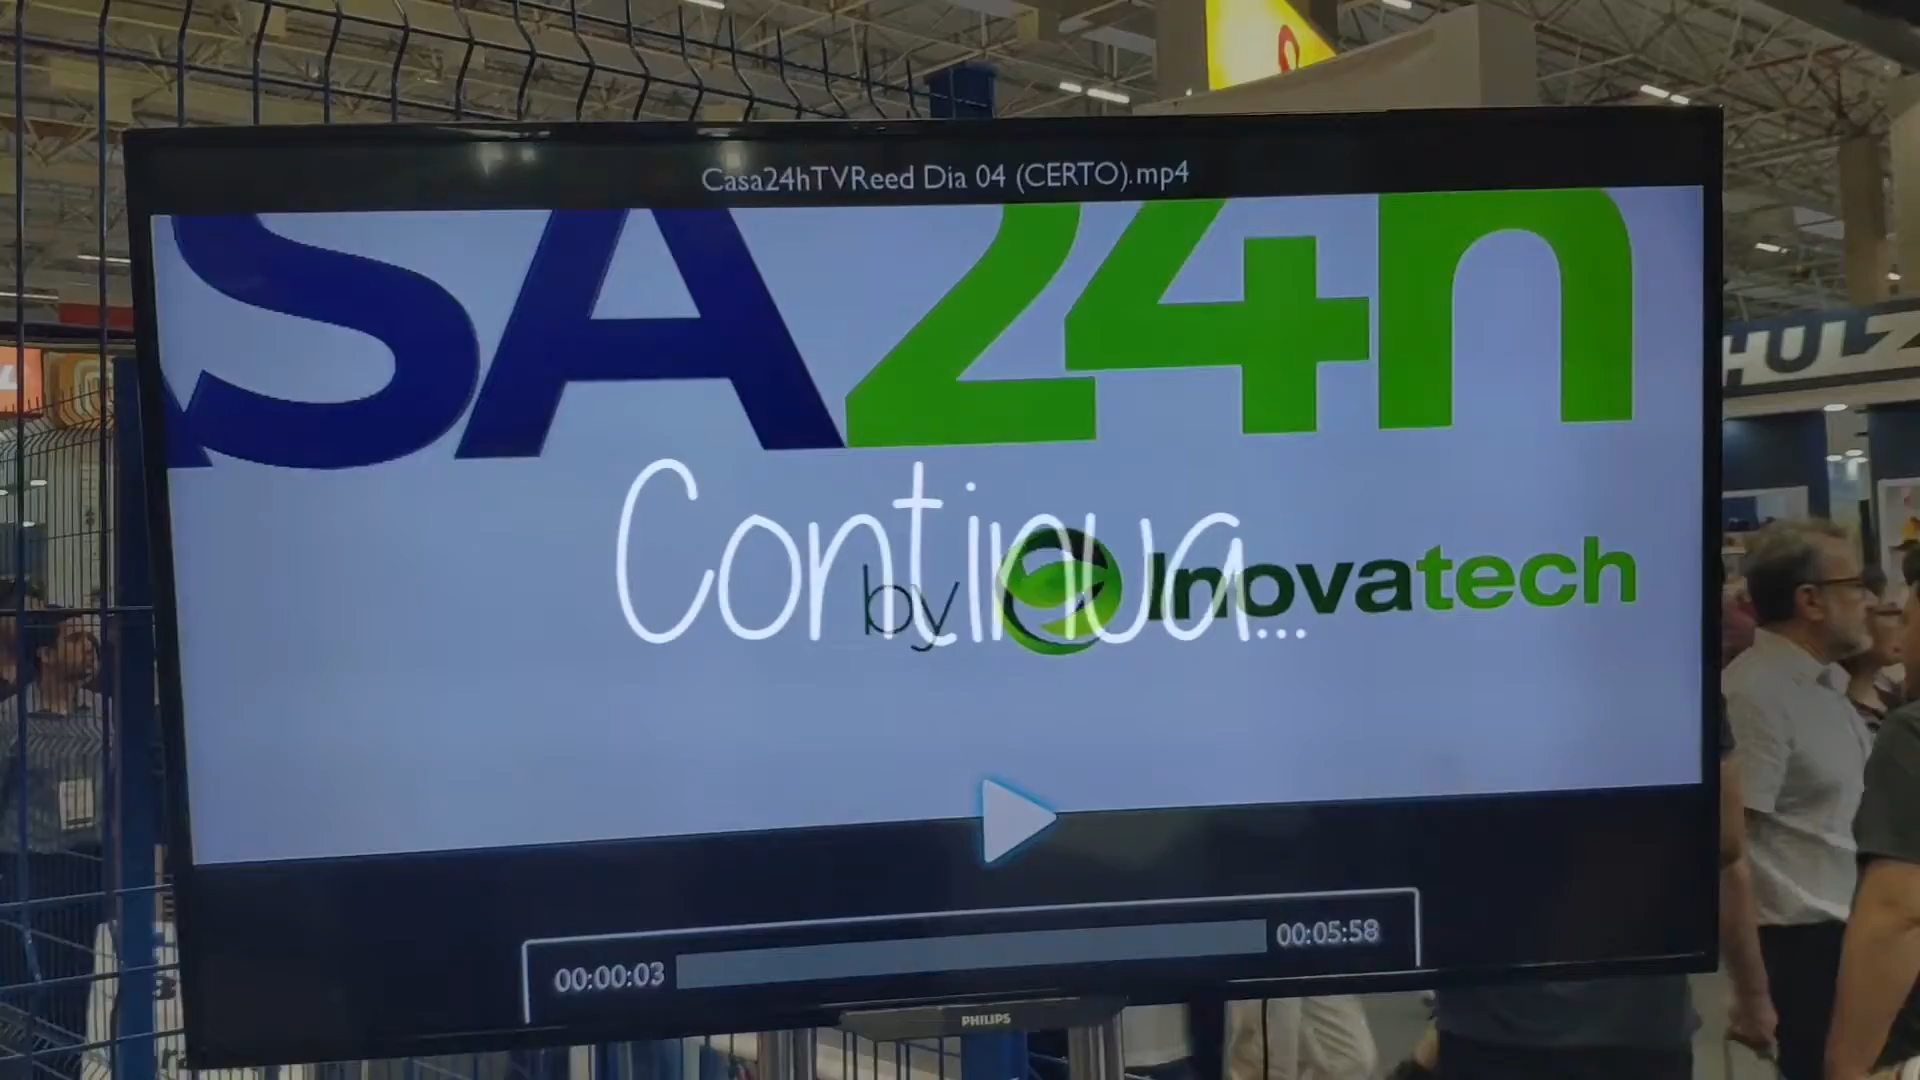 Casa24hTVReed Dia 04 (CERTO).mp4
SA24h
HULZ
Continua...
by Inovatech
00:00:03
00:05:58
PHILIPS